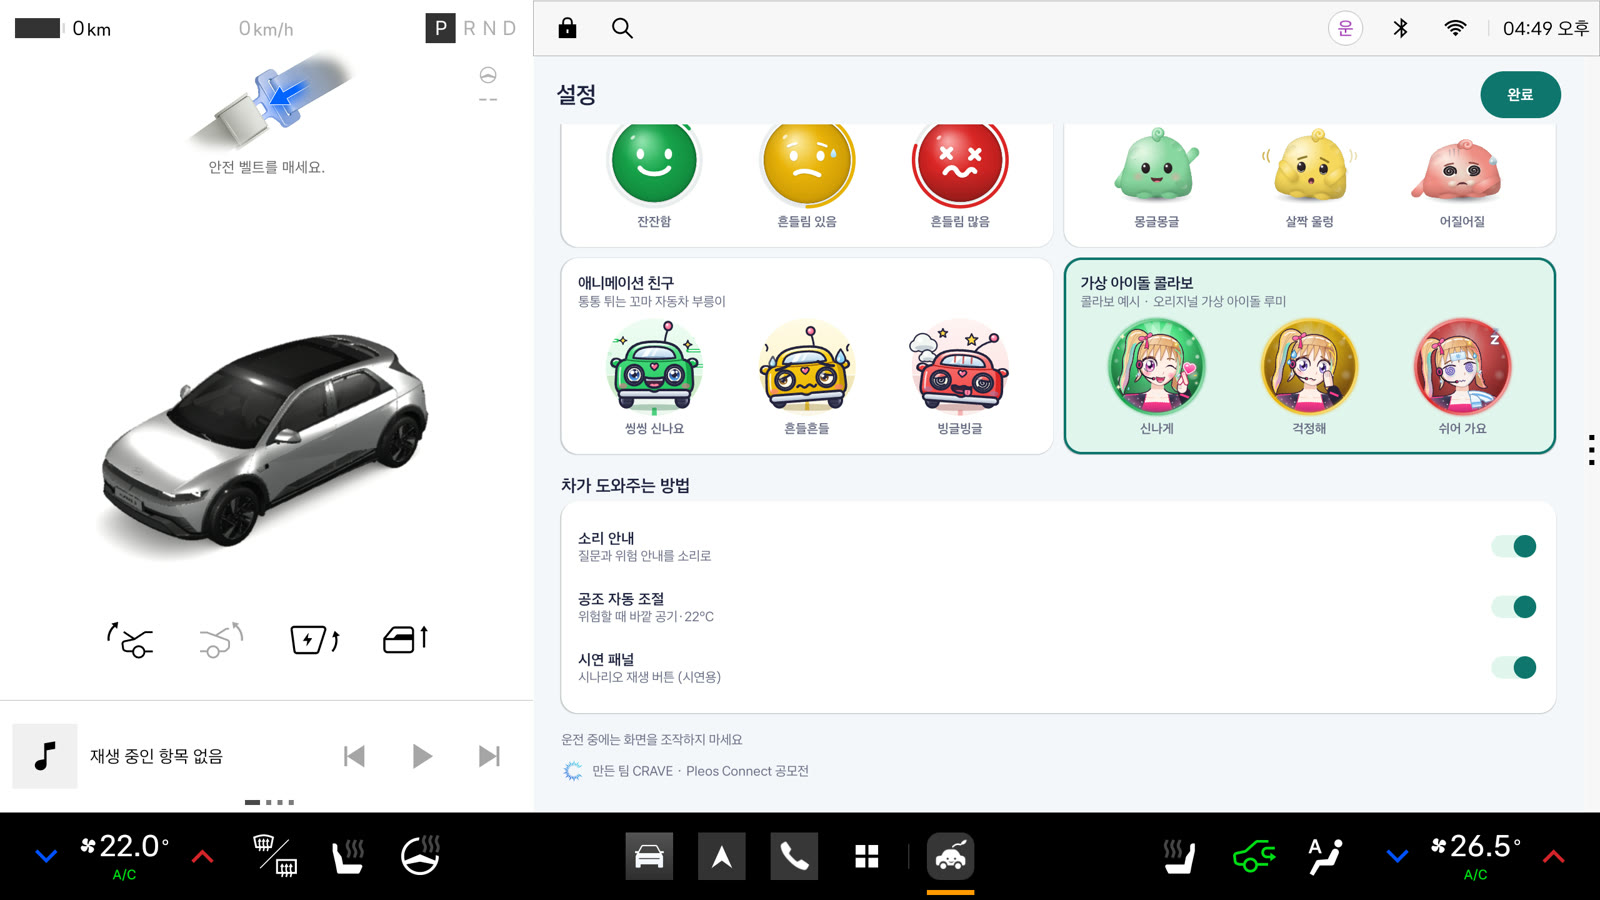 0 km
0 km/h
P R N D
--
안전 벨트를 매세요.
재생 중인 항목 없음
운
04:49 오후
설정
완료
잔잔함
흔들림 있음
흔들림 많음
몽글몽글
살짝 울렁
어질어질
애니메이션 친구
통통 튀는 꼬마 자동차 부릉이
씽씽 신나요
흔들흔들
빙글빙글
가상 아이돌 콜라보
콜라보 예시 · 오리지널 가상 아이돌 루미
z
신나게
걱정해
쉬어 가요
차가 도와주는 방법
소리 안내
질문과 위험 안내를 소리로
공조 자동 조절
위험할 때 바깥 공기·22°C
시연 패널
시나리오 재생 버튼 (시연용)
운전 중에는 화면을 조작하지 마세요
만든 팀 CRAVE · Pleos Connect 공모전
22.0°
A/C
A
26.5°
A/C